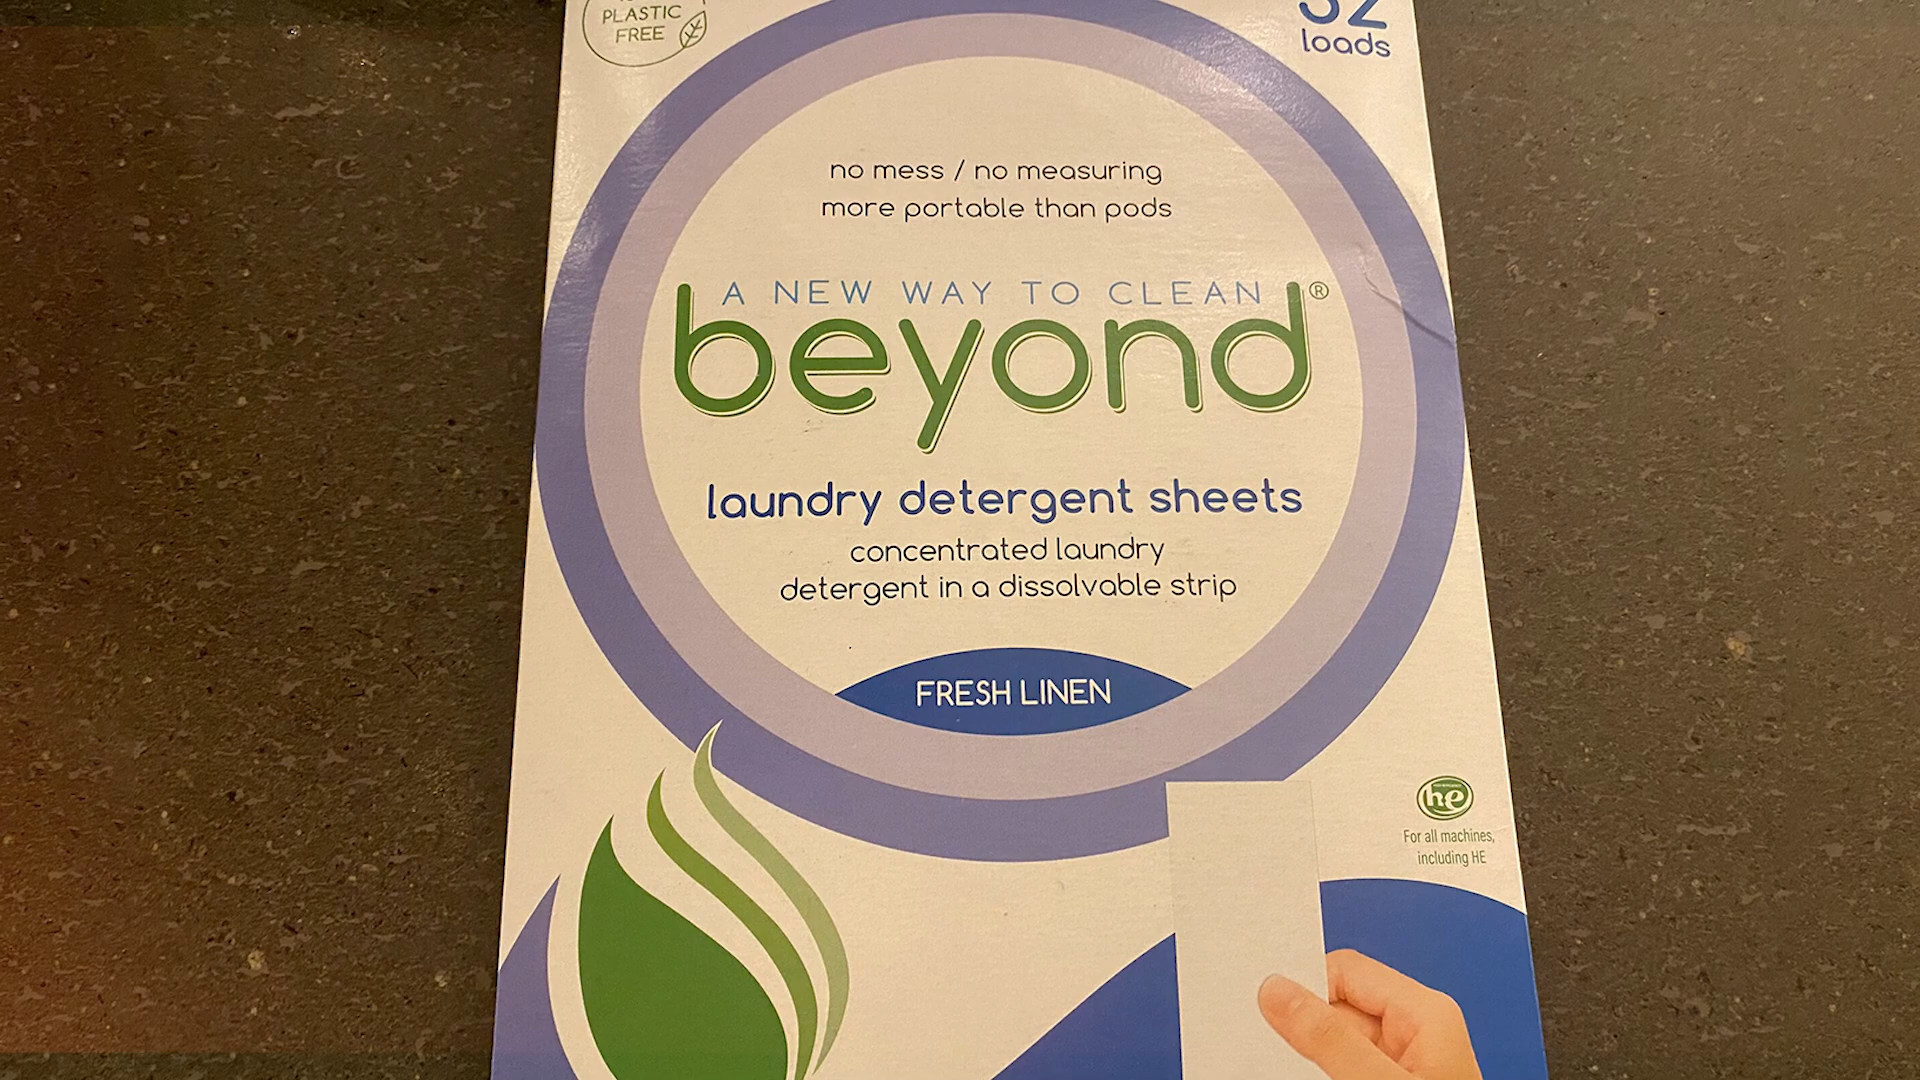 PLASTIC
FREE
32
loads
no mess / no measuring
more portable than pods
A NEW WAY TO CLEAN
beyond®
laundry detergent sheets
concentrated laundry
detergent in a dissolvable strip
FRESH LINEN
he
For all machines,
including HE